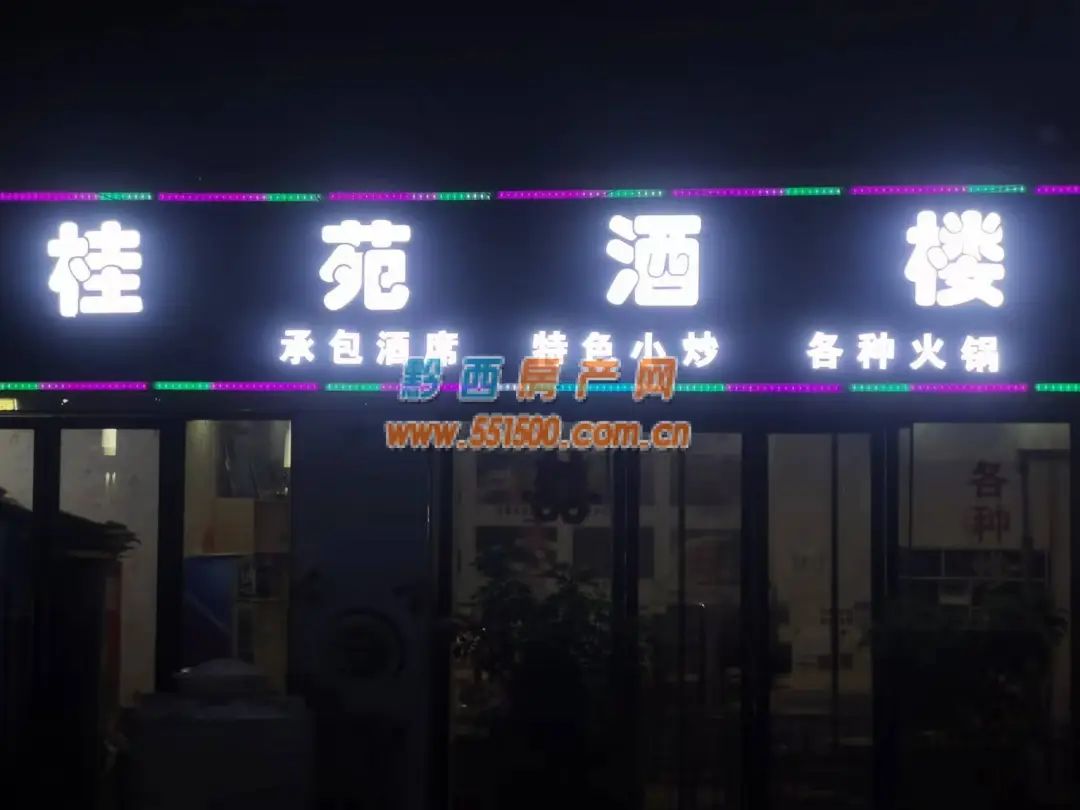 桂苑酒楼
承包酒席 特色小炒 各种火锅
黔西房产网
www.551500.com.cn
各种